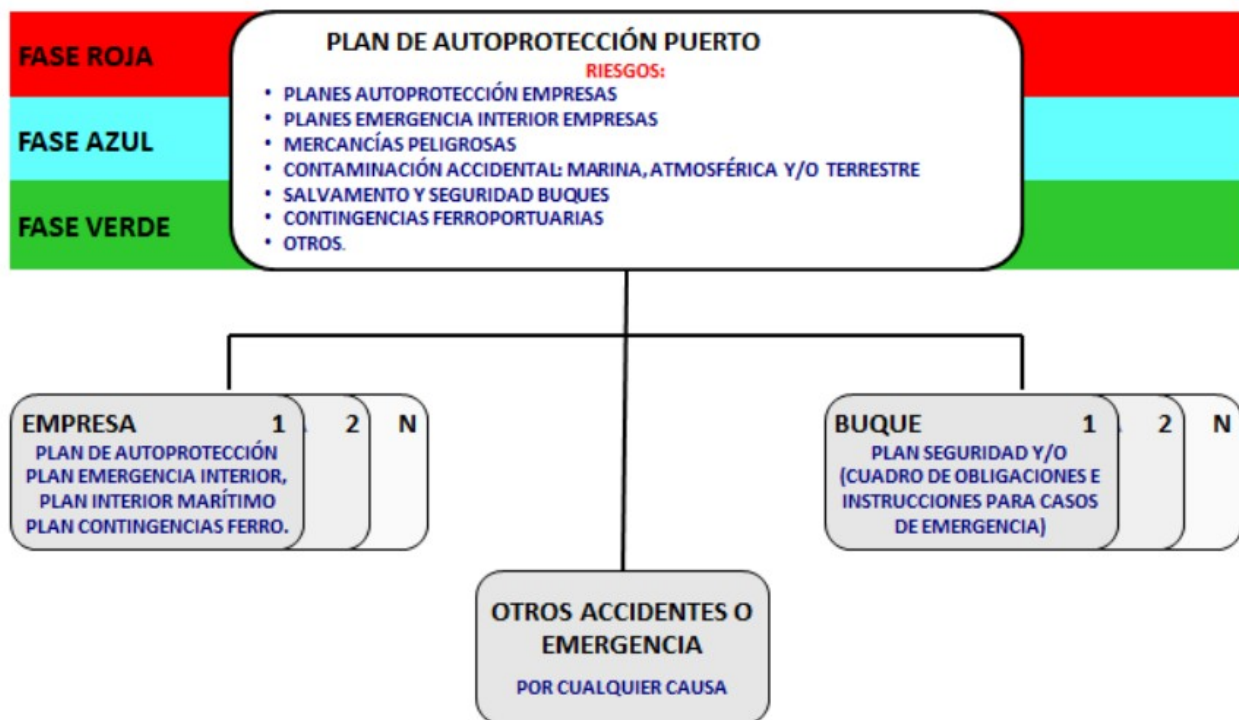 PLAN DE AUTOPROTECCIÓN PUERTO
RIESGOS:
FASE ROJA
• PLANES AUTOPROTECCIÓN EMPRESAS
• PLANES EMERGENCIA INTERIOR EMPRESAS
FASE AZUL
• MERCANCÍAS PELIGROSAS
• CONTAMINACIÓN ACCIDENTAL: MARINA, ATMOSFÉRICA Y/O TERRESTRE
• SALVAMENTO Y SEGURIDAD BUQUES
FASE VERDE
• CONTINGENCIAS FERROPORTUARIAS
• OTROS.
EMPRESA 1 2 N
PLAN DE AUTOPROTECCIÓN
PLAN EMERGENCIA INTERIOR,
PLAN INTERIOR MARÍTIMO
PLAN CONTINGENCIAS FERRO.
BUQUE 1 2 N
PLAN SEGURIDAD Y/O
(CUADRO DE OBLIGACIONES E
INSTRUCCIONES PARA CASOS
DE EMERGENCIA)
OTROS ACCIDENTES O
EMERGENCIA
POR CUALQUIER CAUSA